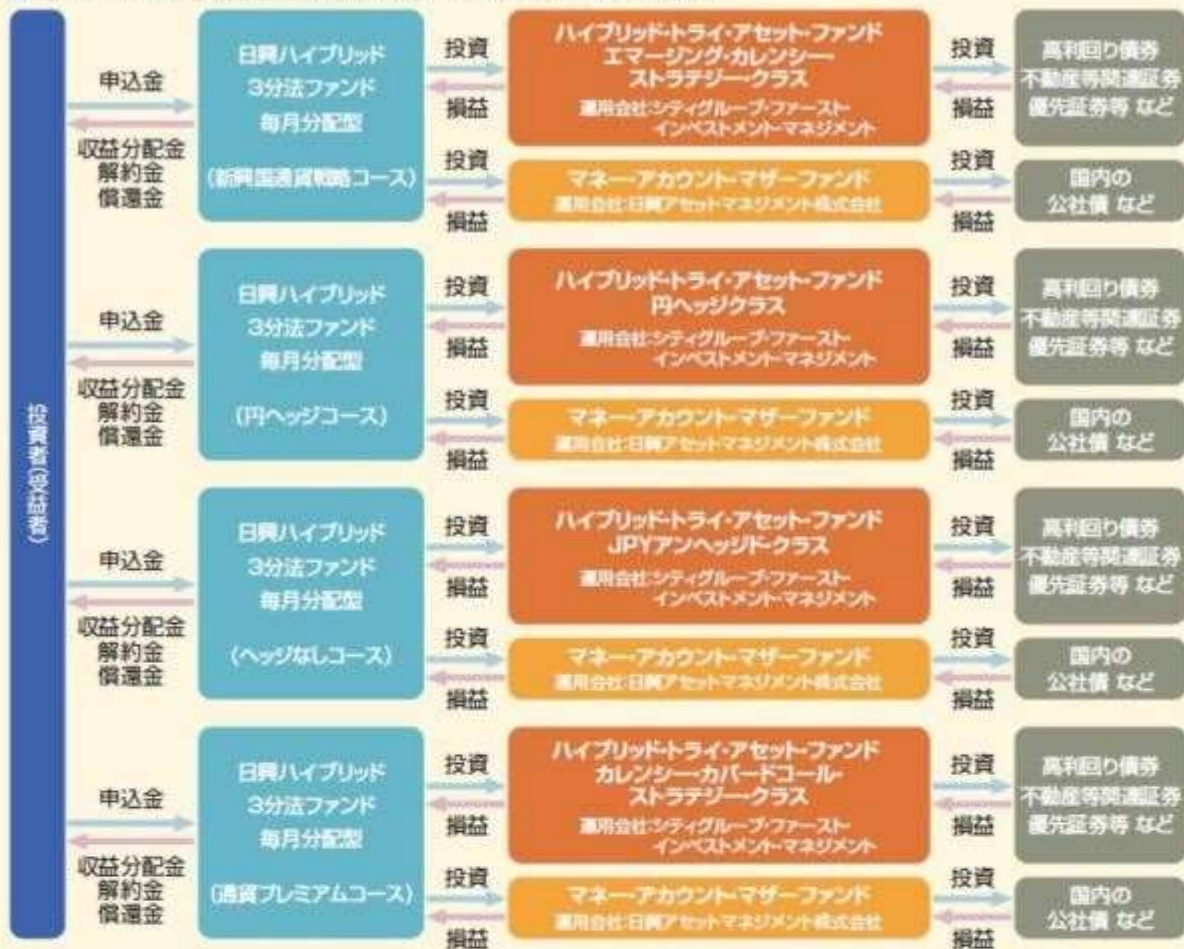 投資者(受益者)
申込金
収益分配金
解約金
償還金
日興ハイブリッド
3分法ファンド
毎月分配型
(新興国通貨戦略コース)
投資
損益
ハイブリッド・トライ・アセット・ファンド
エマージング・カレンシー・
ストラテジー・クラス
運用会社:シティグループ・ファースト・
インベストメント・マネジメント
投資
損益
高利回り債券
不動産等関連証券
優先証券等 など
投資
損益
マネー・アカウント・マザーファンド
運用会社:日興アセットマネジメント株式会社
投資
損益
国内の
公社債 など
申込金
収益分配金
解約金
償還金
日興ハイブリッド
3分法ファンド
毎月分配型
(円ヘッジコース)
投資
損益
ハイブリッド・トライ・アセット・ファンド
円ヘッジクラス
運用会社:シティグループ・ファースト・
インベストメント・マネジメント
投資
損益
高利回り債券
不動産等関連証券
優先証券等 など
投資
損益
マネー・アカウント・マザーファンド
運用会社:日興アセットマネジメント株式会社
投資
損益
国内の
公社債 など
申込金
収益分配金
解約金
償還金
日興ハイブリッド
3分法ファンド
毎月分配型
(ヘッジなしコース)
投資
損益
ハイブリッド・トライ・アセット・ファンド
JPYアンヘッジド・クラス
運用会社:シティグループ・ファースト・
インベストメント・マネジメント
投資
損益
高利回り債券
不動産等関連証券
優先証券等 など
投資
損益
マネー・アカウント・マザーファンド
運用会社:日興アセットマネジメント株式会社
投資
損益
国内の
公社債 など
申込金
収益分配金
解約金
償還金
日興ハイブリッド
3分法ファンド
毎月分配型
(通貨プレミアムコース)
投資
損益
ハイブリッド・トライ・アセット・ファンド
カレンシー・カバードコール・
ストラテジー・クラス
運用会社:シティグループ・ファースト・
インベストメント・マネジメント
投資
損益
高利回り債券
不動産等関連証券
優先証券等 など
投資
損益
マネー・アカウント・マザーファンド
運用会社:日興アセットマネジメント株式会社
投資
損益
国内の
公社債 など